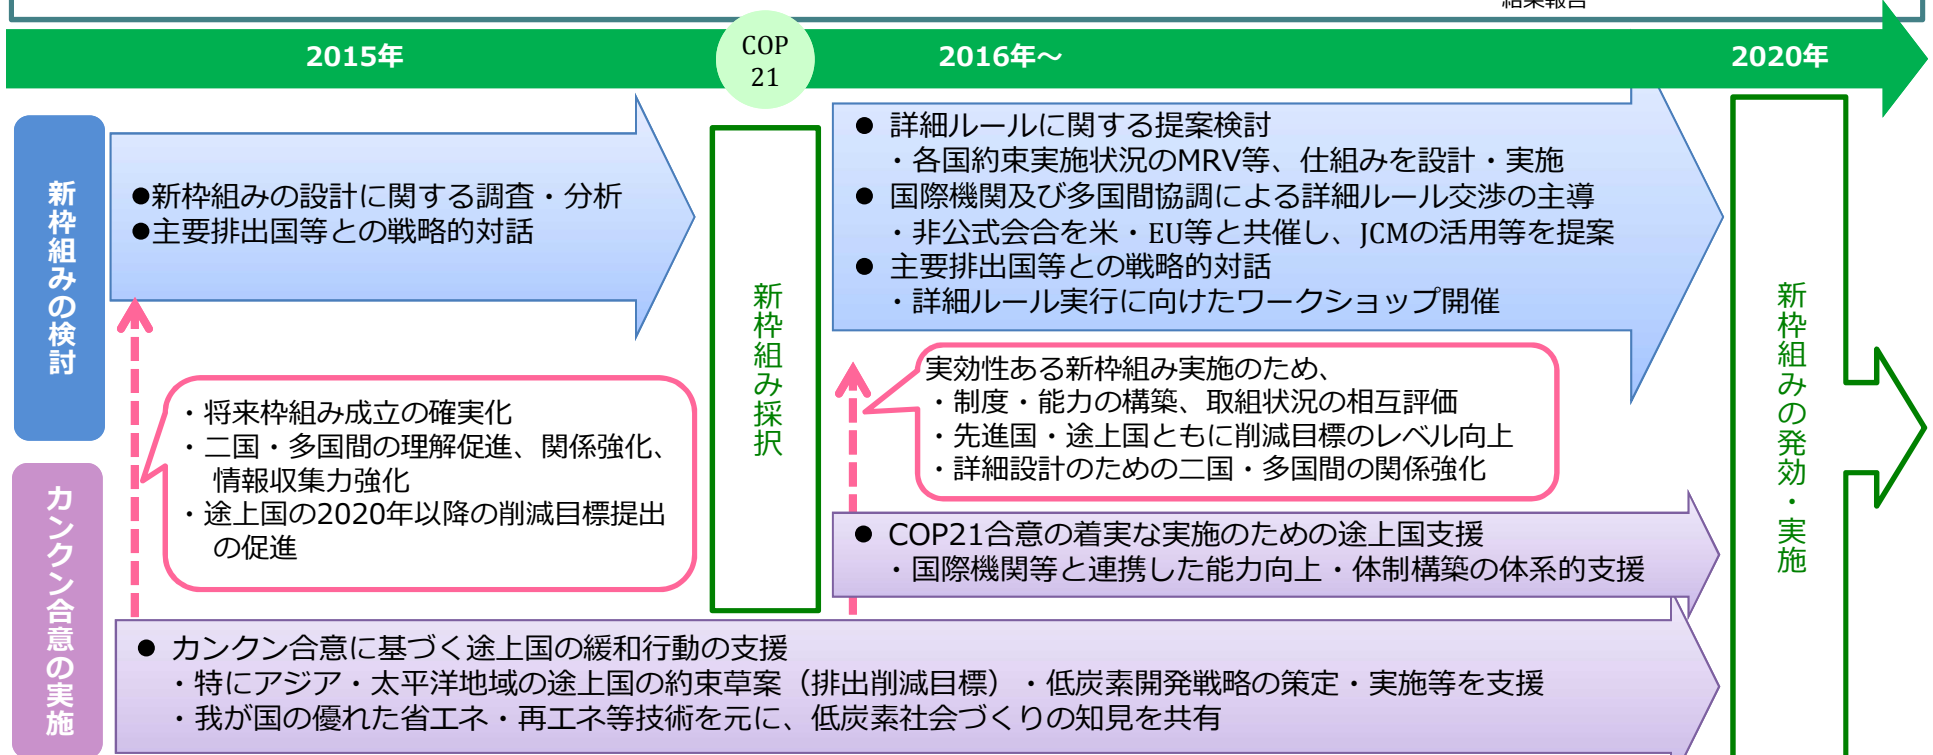 結果報告
2015年
COP
21
2016年～
2020年
新枠組みの検討
●新枠組みの設計に関する調査・分析
●主要排出国等との戦略的対話
新枠組み採択
● 詳細ルールに関する提案検討
・各国約束実施状況のMRV等、仕組みを設計・実施
● 国際機関及び多国間協調による詳細ルール交渉の主導
・非公式会合を米・EU等と共催し、JCMの活用等を提案
● 主要排出国等との戦略的対話
・詳細ルール実行に向けたワークショップ開催
新枠組みの発効・実施
・将来枠組み成立の確実化
・二国・多国間の理解促進、関係強化、
情報収集力強化
・途上国の2020年以降の削減目標提出
の促進
実効性ある新枠組み実施のため、
・制度・能力の構築、取組状況の相互評価
・先進国・途上国ともに削減目標のレベル向上
・詳細設計のための二国・多国間の関係強化
カンクン合意の実施
● COP21合意の着実な実施のための途上国支援
・国際機関等と連携した能力向上・体制構築の体系的支援
● カンクン合意に基づく途上国の緩和行動の支援
・特にアジア・太平洋地域の途上国の約束草案（排出削減目標）・低炭素開発戦略の策定・実施等を支援
・我が国の優れた省エネ・再エネ等技術を元に、低炭素社会づくりの知見を共有